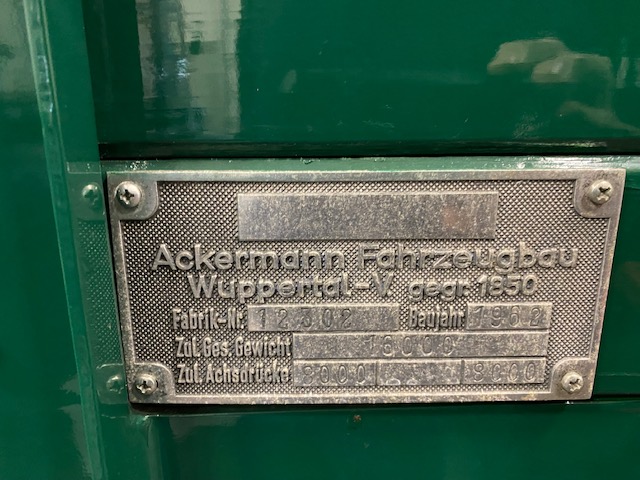 Ackermann Fahrzeugbau
Wuppertal-V. gegr. 1850
Fabrik-Nr. 12302 Baujahr 1962
Zul. Ges. Gewicht 16000
Zul. Achsdrücke 8000 8000